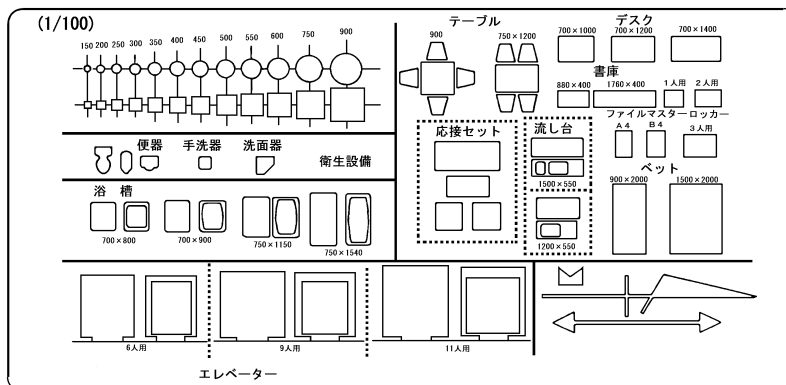 (1/100)
150 200 250 300 350 400 450 500 550 600 750 900
便器 手洗器 洗面器
衛生設備
浴 槽
700×800 700×900 750×1150 750×1540
6人用 9人用 11人用
エレベーター
テーブル
900 750×1200
デスク
700×1000 700×1200 700×1400
書庫
880×400 1760×400 1人用 2人用
ファイルマスターロッカー
A4 B4 3人用
応接セット
流し台
1500×550
1200×550
ベット
900×2000 1500×2000